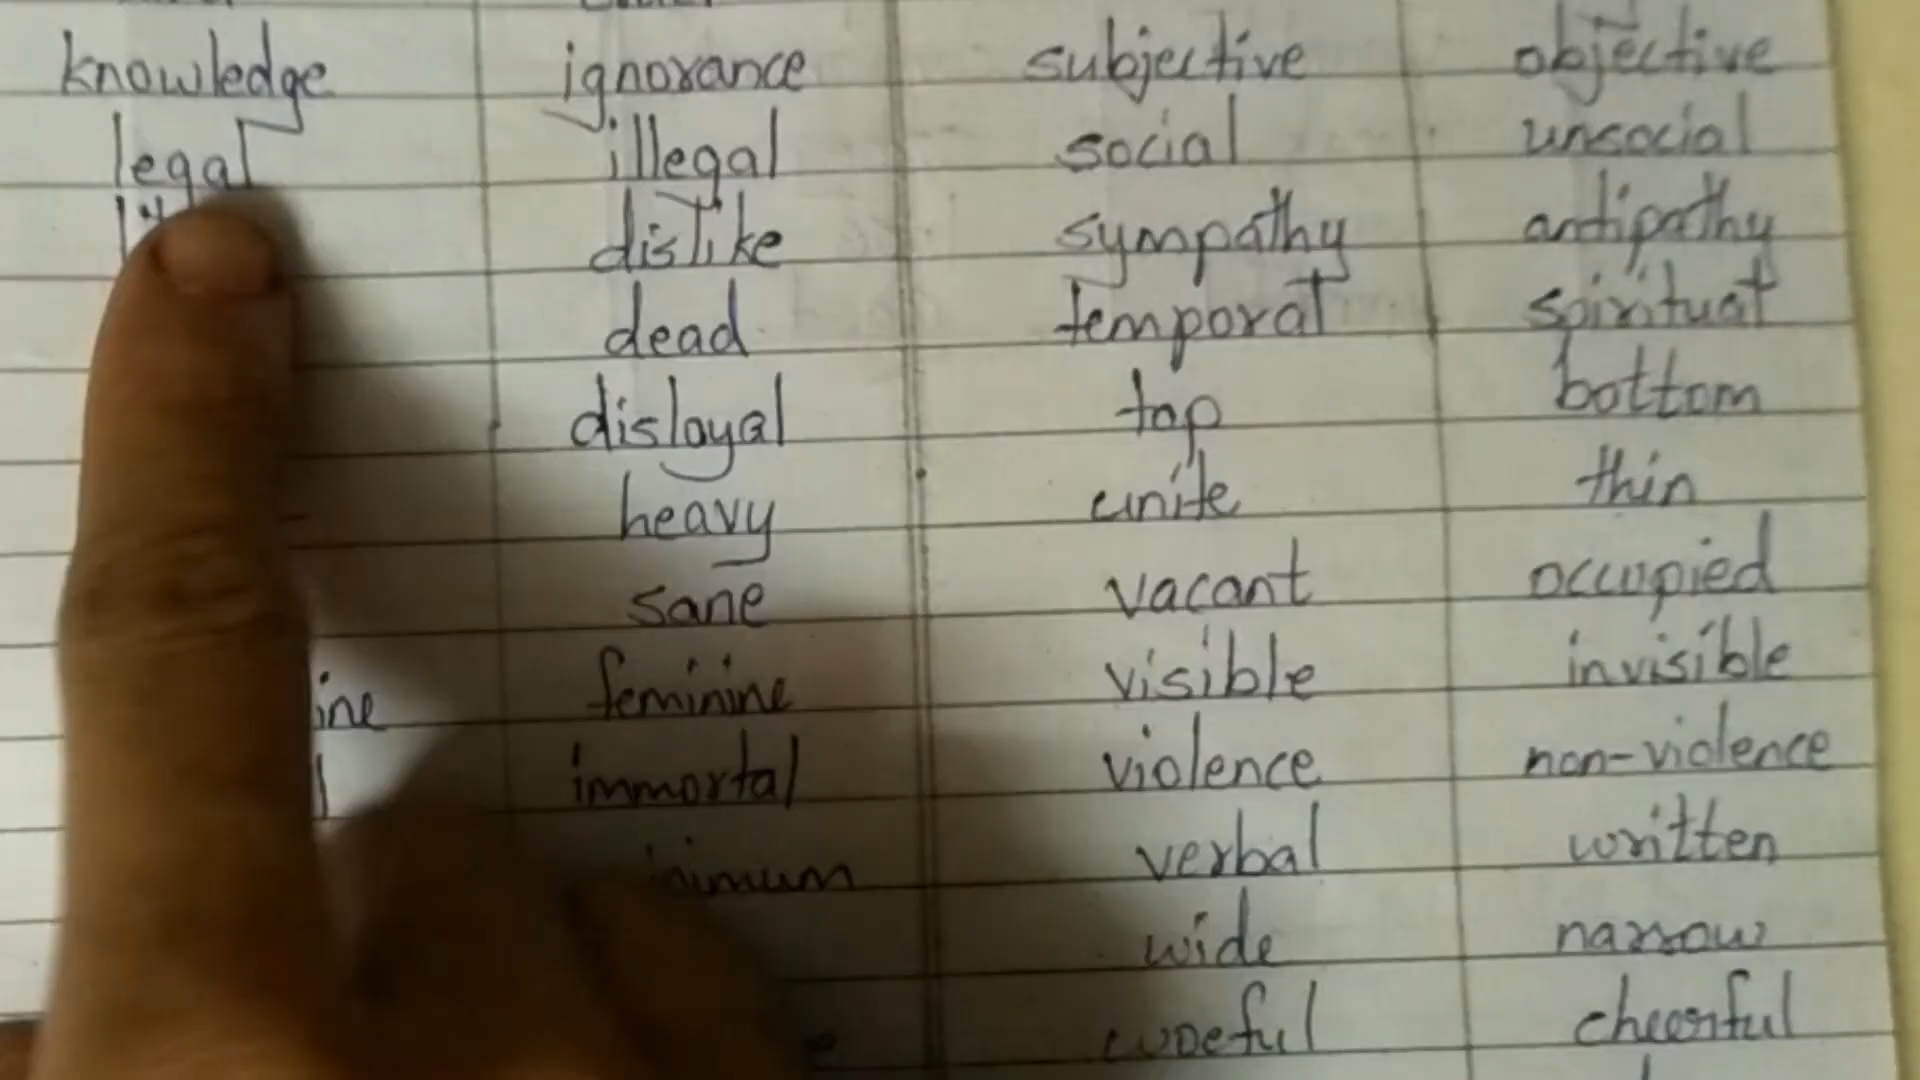 knowledge ignorance subjective objective
legal illegal social unsocial
dislike sympathy antipathy
dead temporal spiritual
disloyal top bottom
heavy unite thin
sane vacant occupied
feminine visible invisible
immortal violence non-violence
verbal written
wide narrow
woeful cheerful